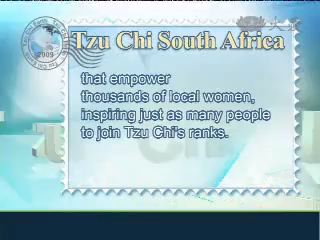 Tzu Chi South Africa
that empower
thousands of local women,
inspiring just as many people
to join Tzu Chi's ranks.
2009